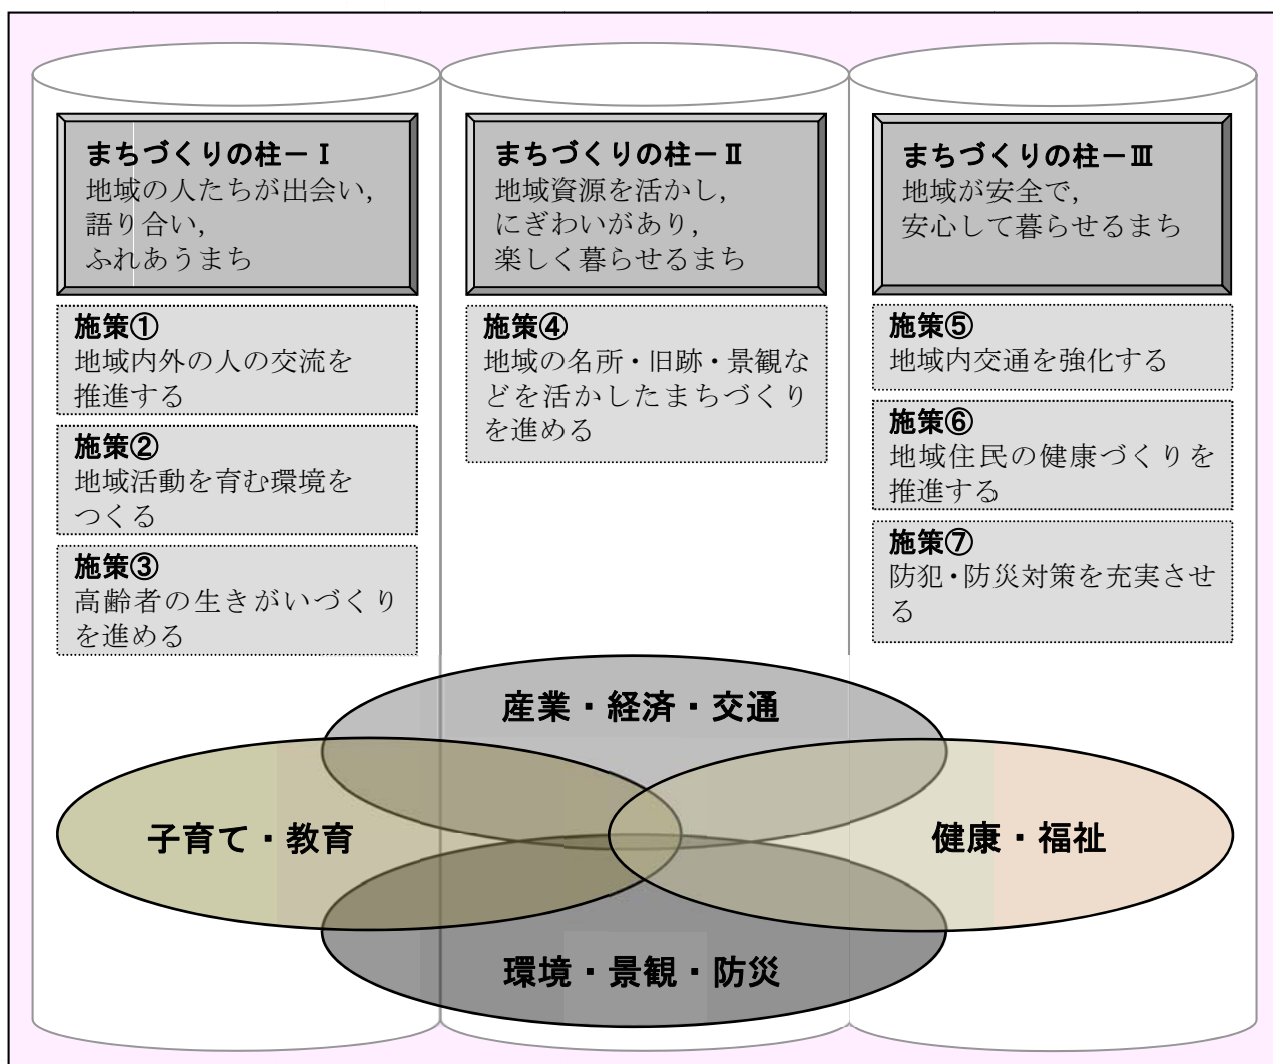 まちづくりの柱－Ⅰ
地域の人たちが出会い，
語り合い，
ふれあうまち
施策①
地域内外の人の交流を
推進する
施策②
地域活動を育む環境を
つくる
施策③
高齢者の生きがいづくり
を進める
まちづくりの柱－Ⅱ
地域資源を活かし，
にぎわいがあり，
楽しく暮らせるまち
施策④
地域の名所・旧跡・景観な
どを活かしたまちづくり
を進める
まちづくりの柱－Ⅲ
地域が安全で，
安心して暮らせるまち
施策⑤
地域内交通を強化する
施策⑥
地域住民の健康づくりを
推進する
施策⑦
防犯・防災対策を充実させ
る
産業・経済・交通
子育て・教育
健康・福祉
環境・景観・防災